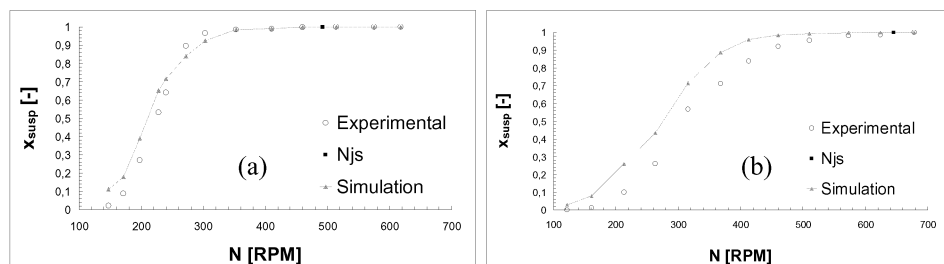 1
0,9
0,8
0,7
0,6
0,5
0,4
0,3
0,2
0,1
0
xsusp [-]
Experimental
Njs
Simulation
(a)
100 200 300 400 500 600 700
N [RPM]
1
0,9
0,8
0,7
0,6
0,5
0,4
0,3
0,2
0,1
0
xsusp [-]
Experimental
Njs
Simulation
(b)
100 200 300 400 500 600 700
N [RPM]